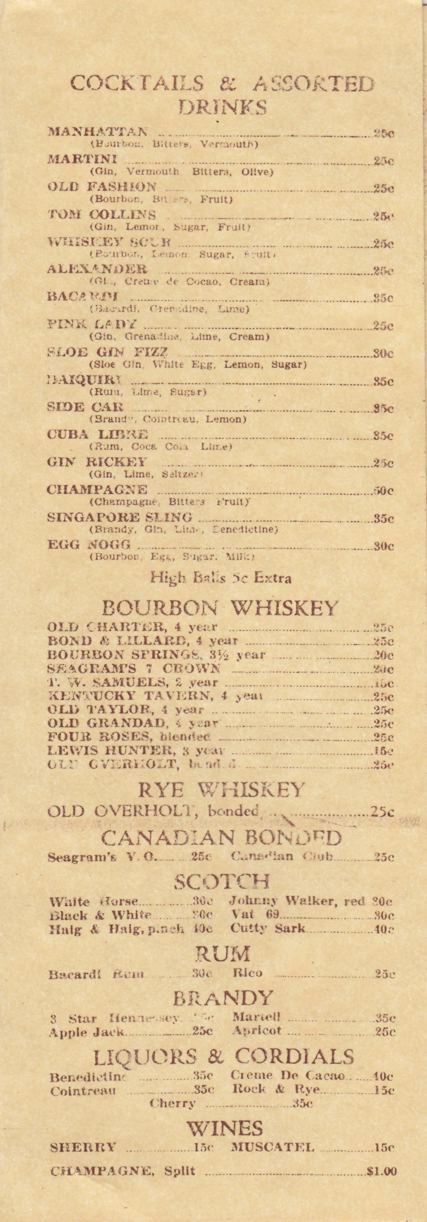 COCKTAILS & ASSORTED
DRINKS
MANHATTAN 25c
(Bourbon, Bitters, Vermouth)
MARTINI 25c
(Gin, Vermouth Bitters, Olive)
OLD FASHION 25c
(Bourbon, Bitters, Fruit)
TOM COLLINS 25c
(Gin, Lemon, Sugar, Fruit)
WHISKEY SOUR 25c
(Bourbon, Lemon Sugar, Fruit)
ALEXANDER 25c
(Gin, Creme de Cocao, Cream)
BACARDI 35c
(Bacardi, Grenadine, Lime)
PINK LADY 25c
(Gin, Grenadine, Lime, Cream)
SLOE GIN FIZZ 30c
(Sloe Gin, White Egg, Lemon, Sugar)
DAIQUIRI 35c
(Rum, Lime, Sugar)
SIDE CAR 35c
(Brandy, Cointreau, Lemon)
CUBA LIBRE 35c
(Rum, Coca Cola Lime)
GIN RICKEY 25c
(Gin, Lime, Seltzer)
CHAMPAGNE
(Champagne, Bitters Fruit)
SINGAPORE SLING 35c
(Brandy, Gin, Lime, Benedictine)
EGG NOGG 30c
(Bourbon, Egg, Sugar, Milk)
High Balls 5c Extra
BOURBON WHISKEY
OLD CHARTER, 4 year 25c
BOND & LILLARD, 4 year 25c
BOURBON SPRINGS, 3½ year 20c
SEAGRAM'S 7 CROWN
T. W. SAMUELS, 2 year 15c
KENTUCKY TAVERN, 4 year 25c
OLD TAYLOR, 4 year 25c
OLD GRANDAD, 4 year 25c
FOUR ROSES, blended 25c
LEWIS HUNTER, 3 year 15c
OLD OVERHOLT, bonded 25c
RYE WHISKEY
OLD OVERHOLT, bonded 25c
CANADIAN BONDED
Seagram's V. O. 25c Canadian Club 25c
SCOTCH
White Horse 30c Johnny Walker, red 30c
Black & White 30c Vat 69 30c
Haig & Haig, pinch 40c Cutty Sark 40c
RUM
Bacardi Rum 30c Rico 25c
BRANDY
3 Star Hennessey Martell 35c
Apple Jack 25c Apricot 25c
LIQUORS & CORDIALS
Benedictine 35c Creme De Cacao 40c
Cointreau 35c Rock & Rye 15c
Cherry 35c
WINES
SHERRY 15c MUSCATEL 15c
CHAMPAGNE, Split $1.00